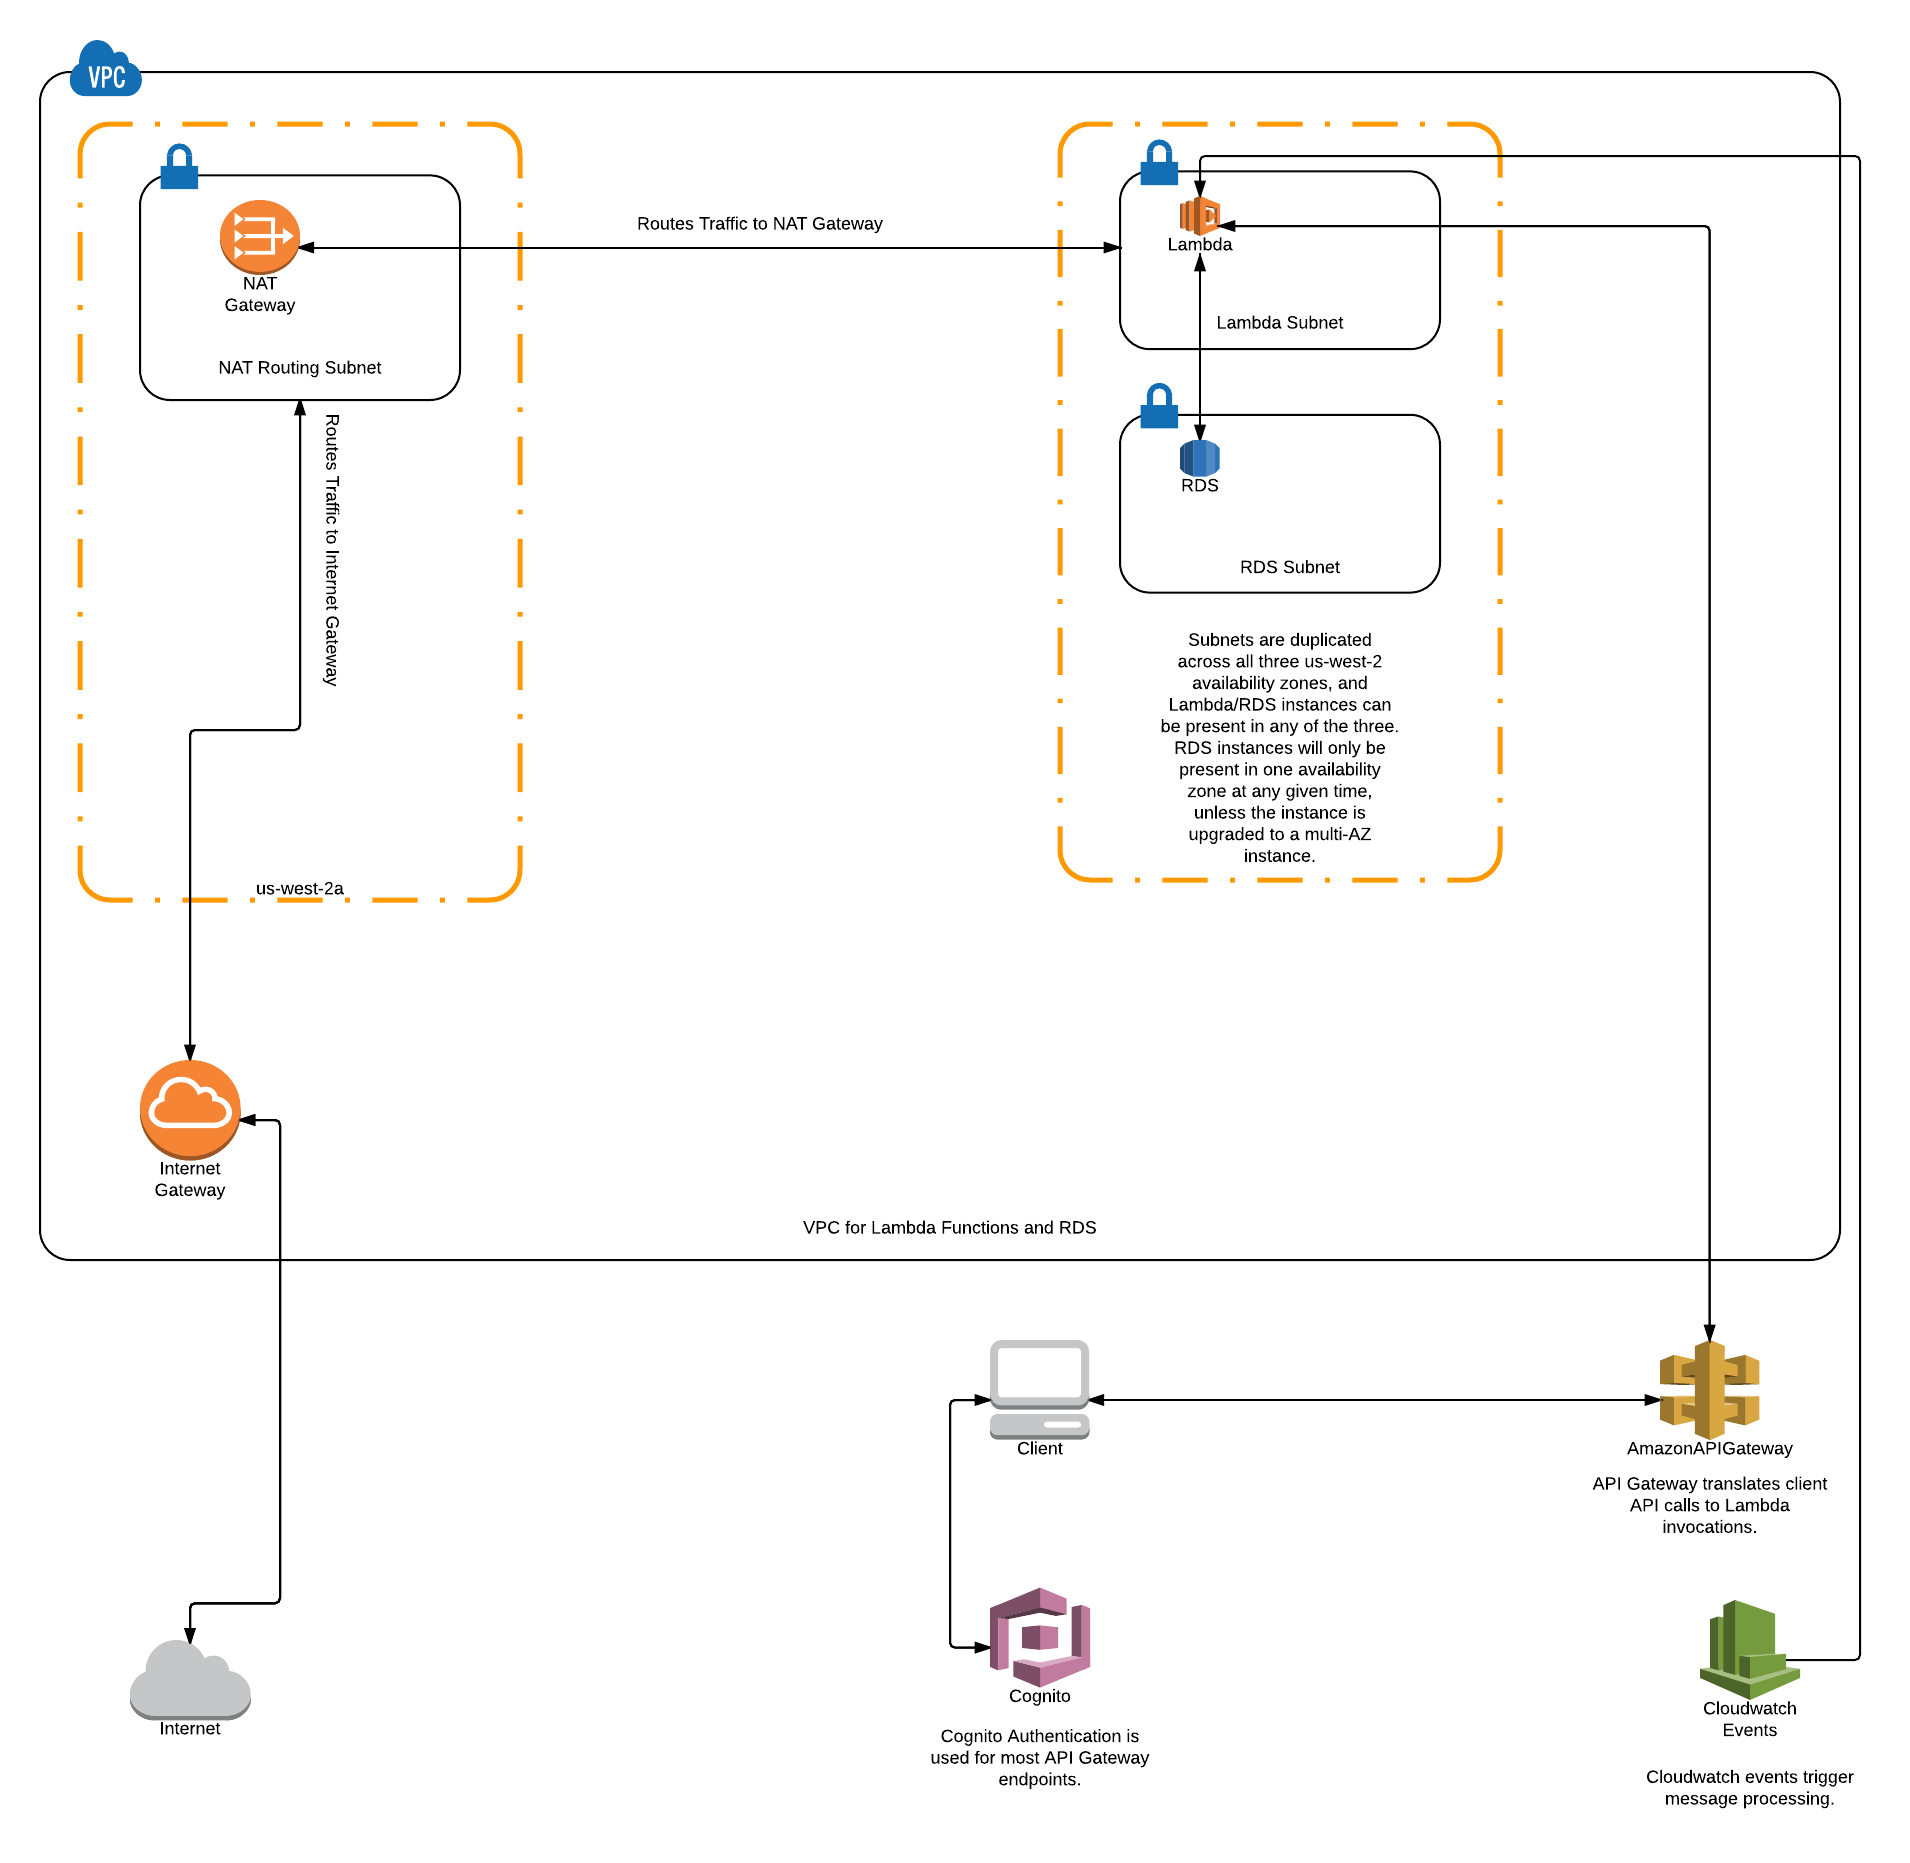 VPC
NAT
Gateway
NAT Routing Subnet
Routes Traffic to NAT Gateway
Lambda
Lambda Subnet
RDS
RDS Subnet
Subnets are duplicated
across all three us-west-2
availability zones, and
Lambda/RDS instances can
be present in any of the three.
RDS instances will only be
present in one availability
zone at any given time,
unless the instance is
upgraded to a multi-AZ
instance.
Routes Traffic to Internet Gateway
us-west-2a
Internet
Gateway
VPC for Lambda Functions and RDS
Client
AmazonAPIGateway
API Gateway translates client
API calls to Lambda
invocations.
Cognito
Cognito Authentication is
used for most API Gateway
endpoints.
Internet
Cloudwatch
Events
Cloudwatch events trigger
message processing.